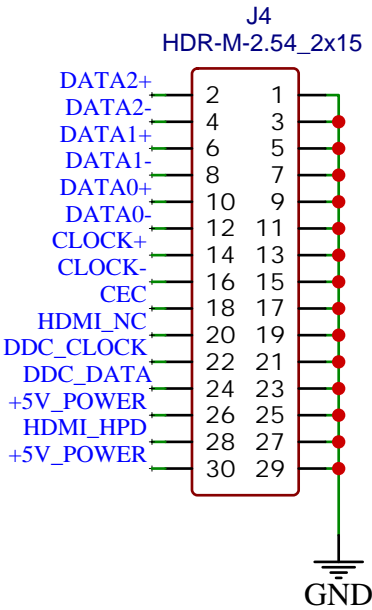 J4
HDR-M-2.54_2x15
DATA2+ 2 1
DATA2- 4 3
DATA1+ 6 5
DATA1- 8 7
DATA0+ 10 9
DATA0- 12 11
CLOCK+ 14 13
CLOCK- 16 15
CEC 18 17
HDMI_NC 20 19
DDC_CLOCK 22 21
DDC_DATA 24 23
+5V_POWER 26 25
HDMI_HPD 28 27
+5V_POWER 30 29
GND